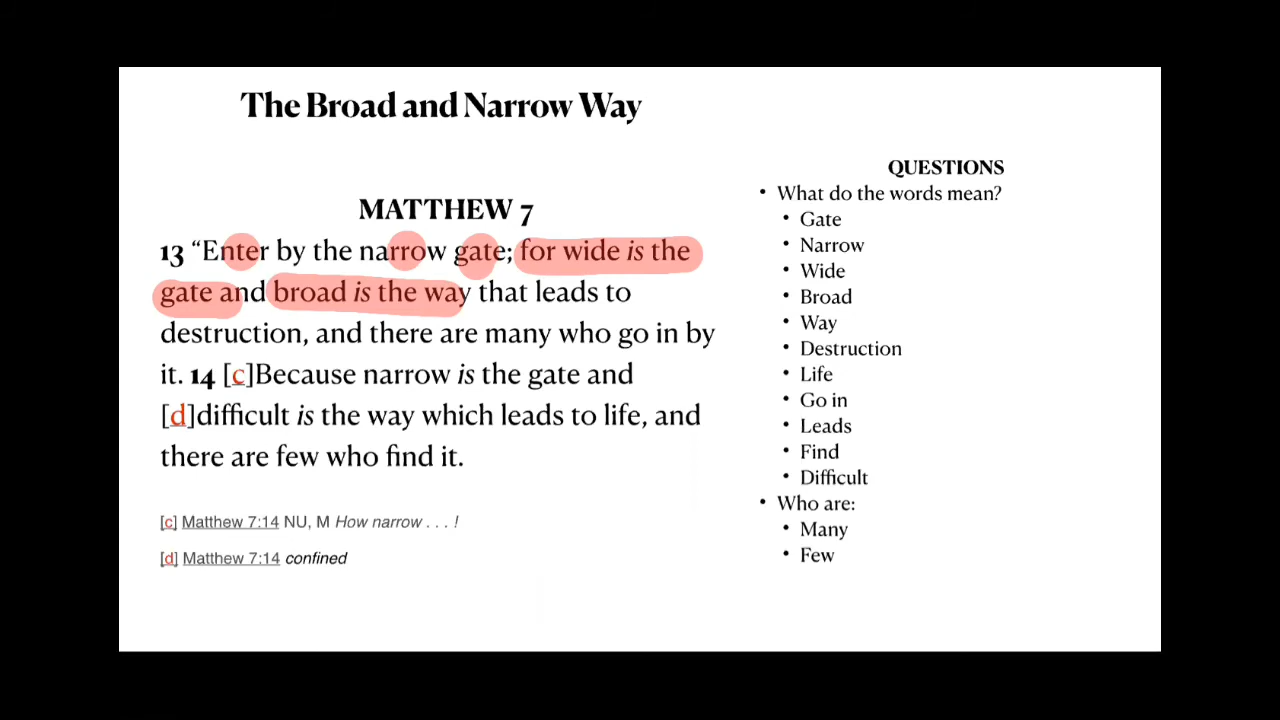 The Broad and Narrow Way
MATTHEW 7
13 “Enter by the narrow gate; for wide is the
gate and broad is the way that leads to
destruction, and there are many who go in by
it. 14 [c]Because narrow is the gate and
[d]difficult is the way which leads to life, and
there are few who find it.
[c] Matthew 7:14 NU, M How narrow . . . !
[d] Matthew 7:14 confined
QUESTIONS
• What do the words mean?
• Gate
• Narrow
• Wide
• Broad
• Way
• Destruction
• Life
• Go in
• Leads
• Find
• Difficult
• Who are:
• Many
• Few